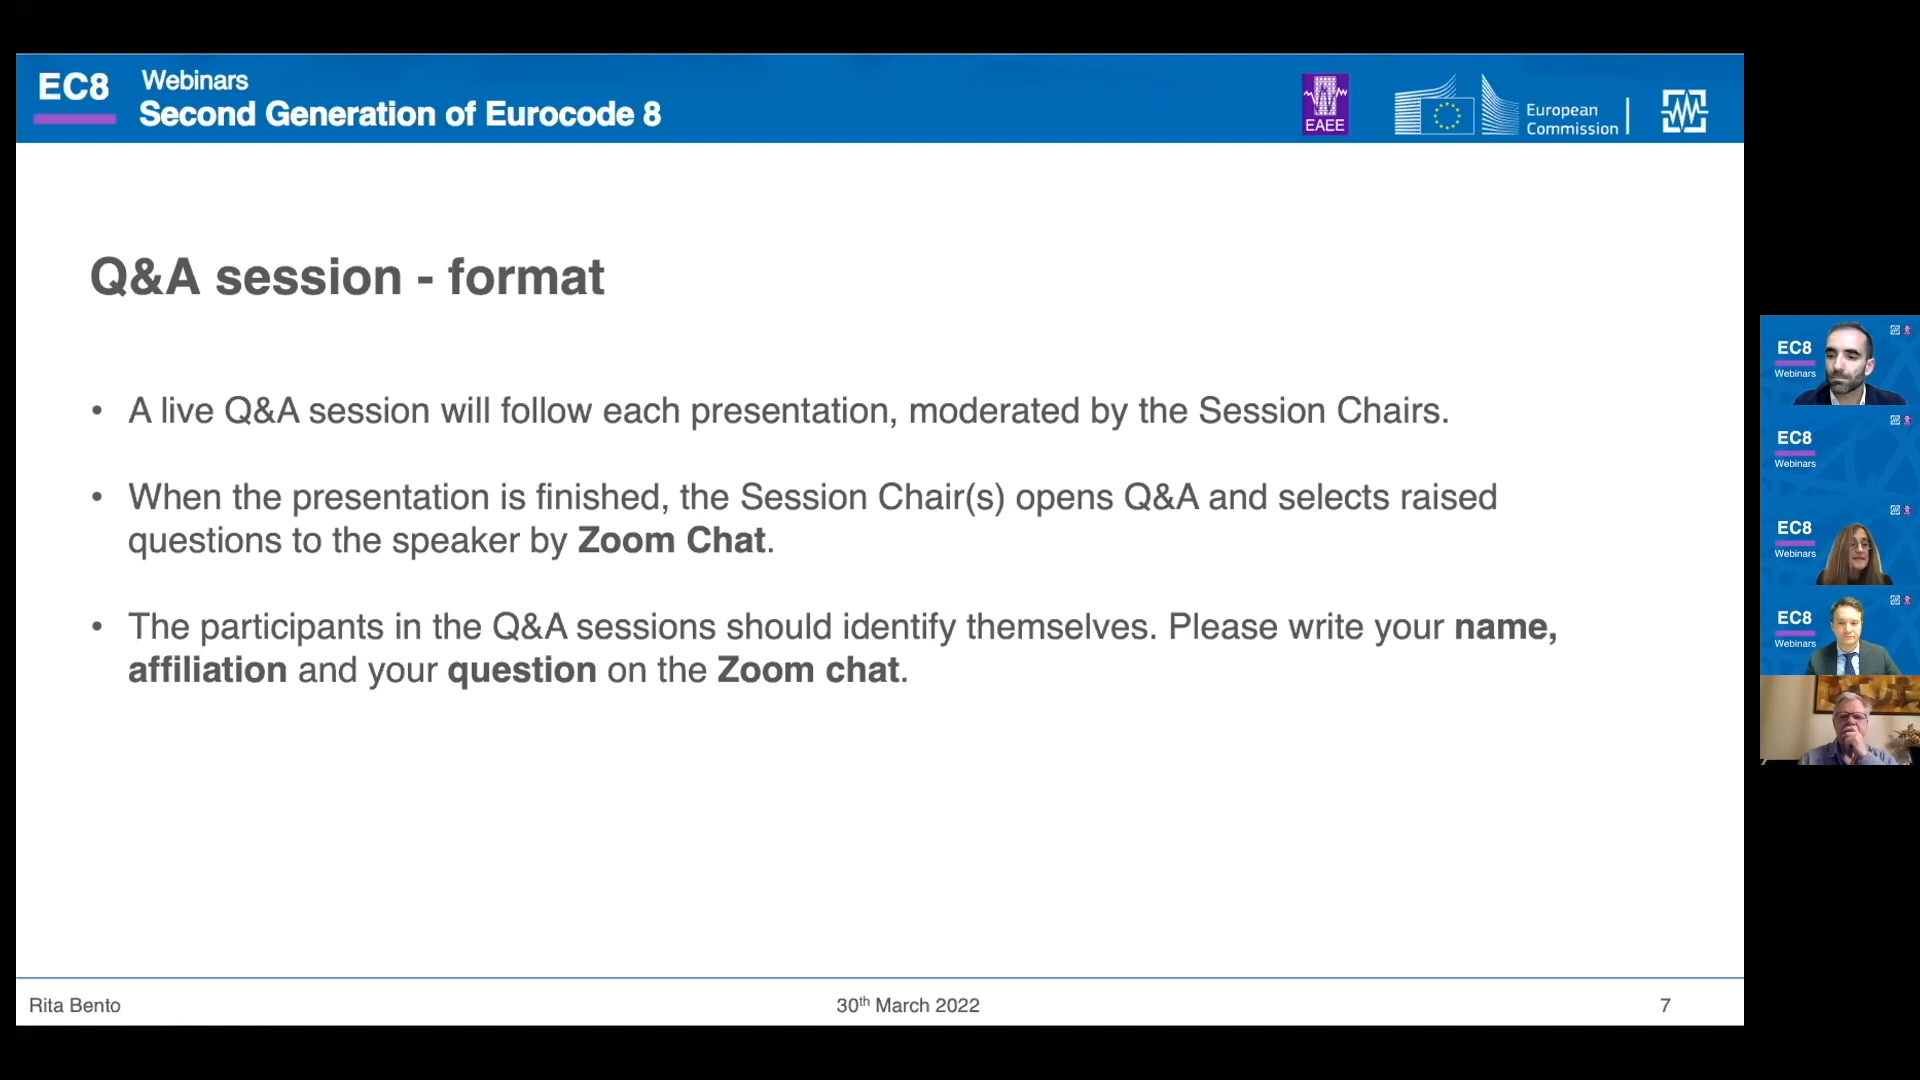 EC8
Webinars
Second Generation of Eurocode 8
EAEE
European
Commission
Q&A session - format
• A live Q&A session will follow each presentation, moderated by the Session Chairs.
• When the presentation is finished, the Session Chair(s) opens Q&A and selects raised
questions to the speaker by Zoom Chat.
• The participants in the Q&A sessions should identify themselves. Please write your name,
affiliation and your question on the Zoom chat.
Rita Bento
30th March 2022
7
EC8
Webinars
EC8
Webinars
EC8
Webinars
EC8
Webinars